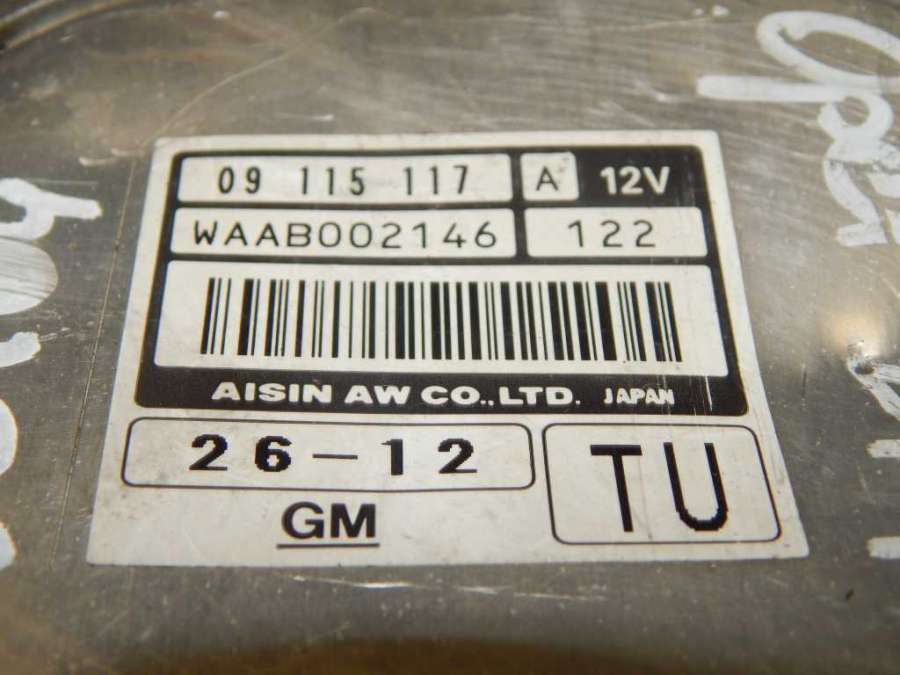 09 115 117 A 12V
WAAB002146 122
AISIN AW CO.,LTD. JAPAN
26-12 TU
GM